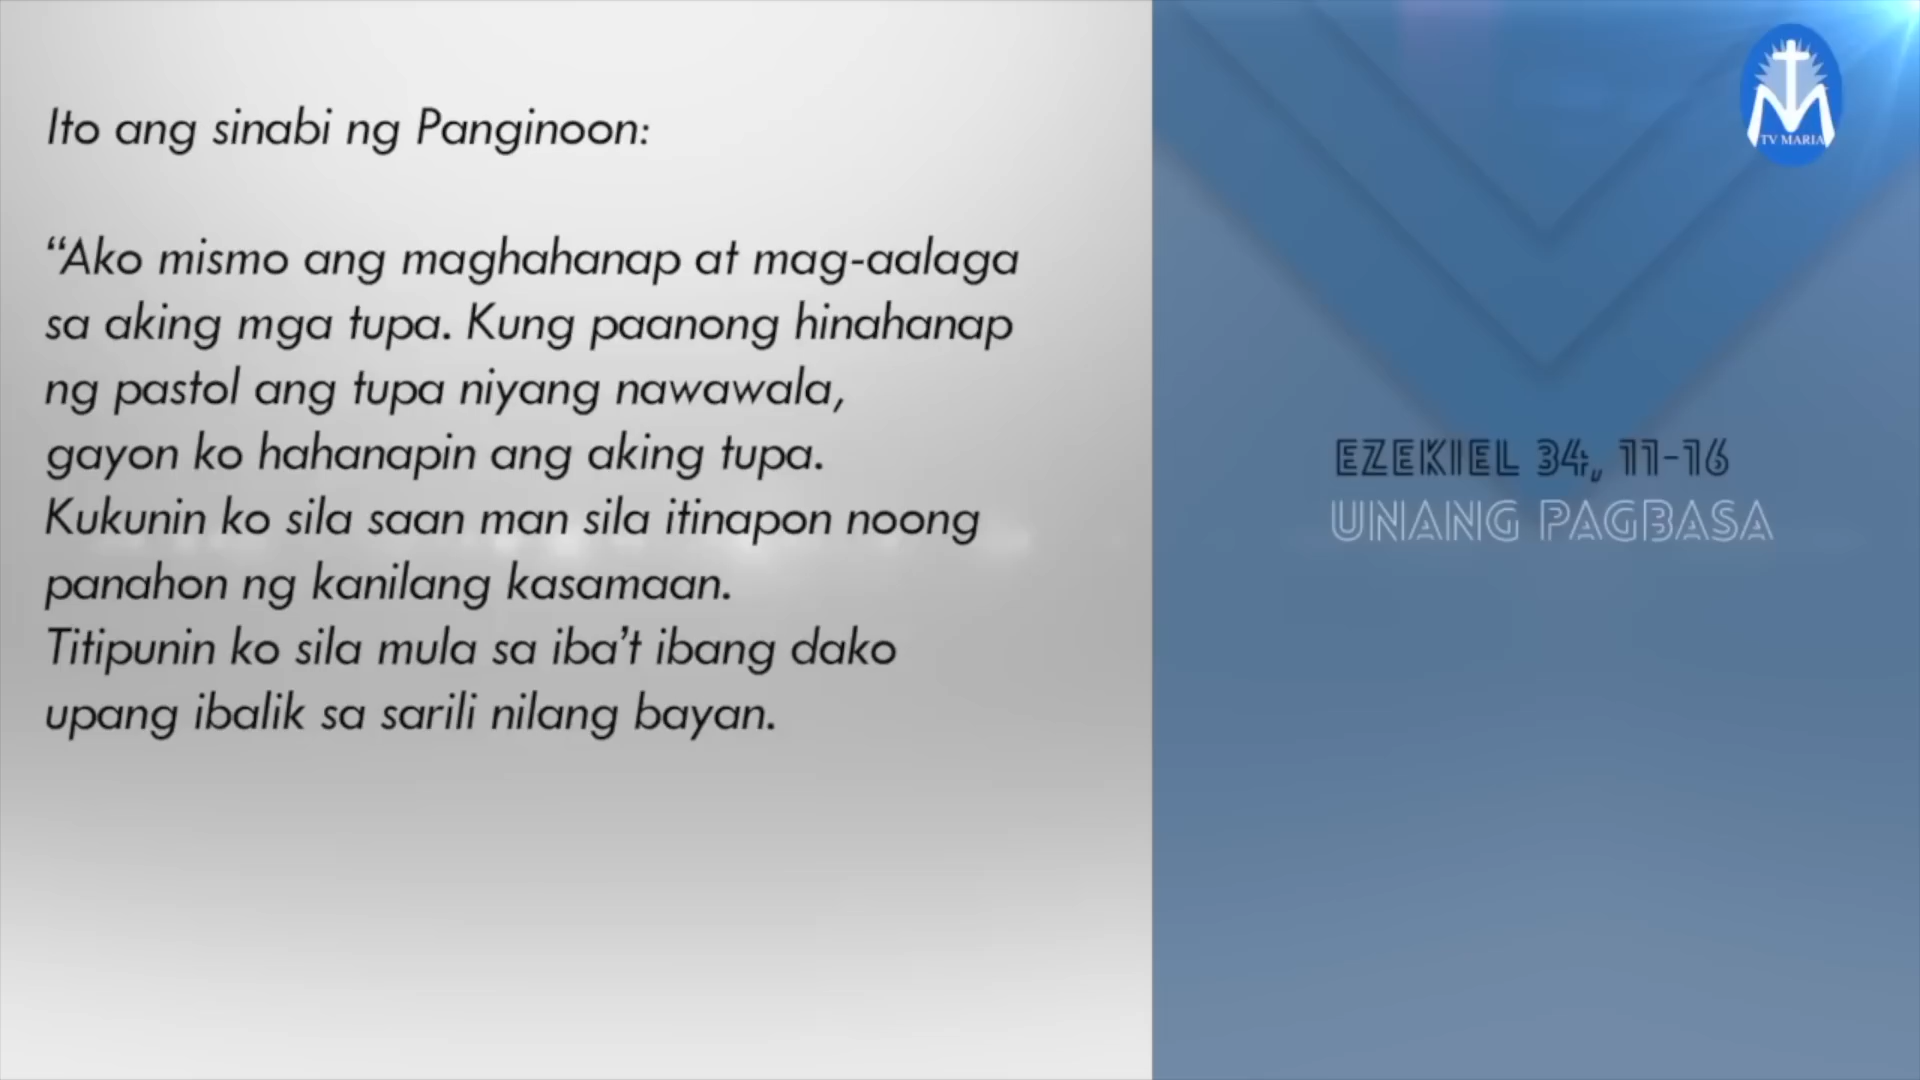 Ito ang sinabi ng Panginoon:
“Ako mismo ang maghahanap at mag-aalaga
sa aking mga tupa. Kung paanong hinahanap
ng pastol ang tupa niyang nawawala,
gayon ko hahanapin ang aking tupa.
Kukunin ko sila saan man sila itinapon noong
panahon ng kanilang kasamaan.
Titipunin ko sila mula sa iba’t ibang dako
upang ibalik sa sarili nilang bayan.
TV MARIA
EZEKIEL 34, 11-16
UNANG PAGBASA